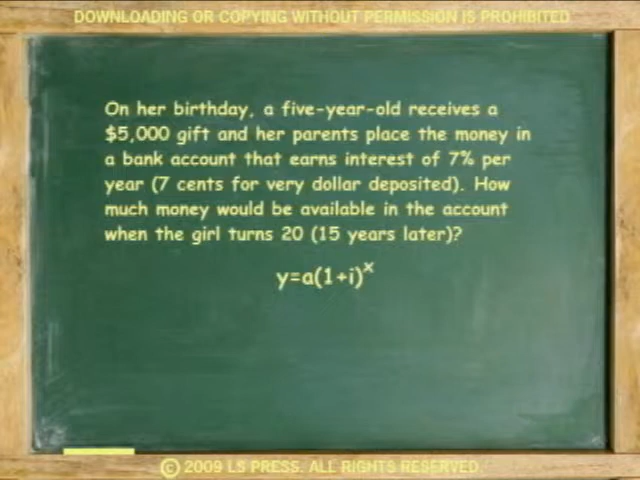 DOWNLOADING OR COPYING WITHOUT PERMISSION IS PROHIBITED
On her birthday, a five-year-old receives a
$5,000 gift and her parents place the money in
a bank account that earns interest of 7% per
year (7 cents for very dollar deposited). How
much money would be available in the account
when the girl turns 20 (15 years later)?
y=a(1+i)^x
© 2009 LS PRESS. ALL RIGHTS RESERVED.